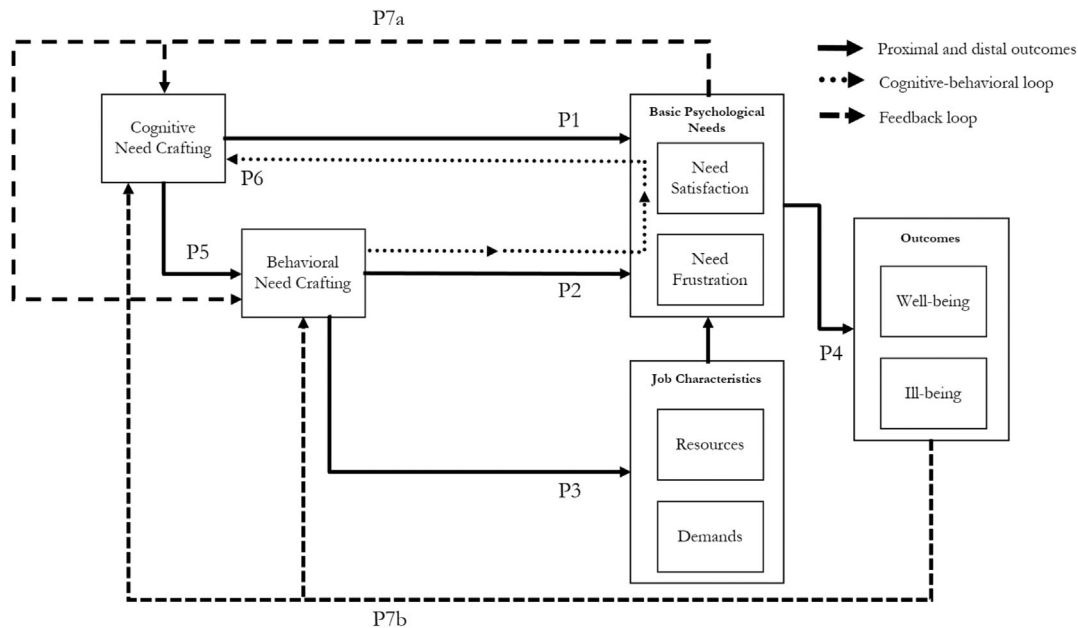 P7a
Proximal and distal outcomes
Cognitive-behavioral loop
Feedback loop
Cognitive
Need Crafting
P1
Basic Psychological
Needs
Need
Satisfaction
P6
P5
Behavioral
Need Crafting
P2
Need
Frustration
Outcomes
Well-being
P4
Ill-being
Job Characteristics
Resources
P3
Demands
P7b